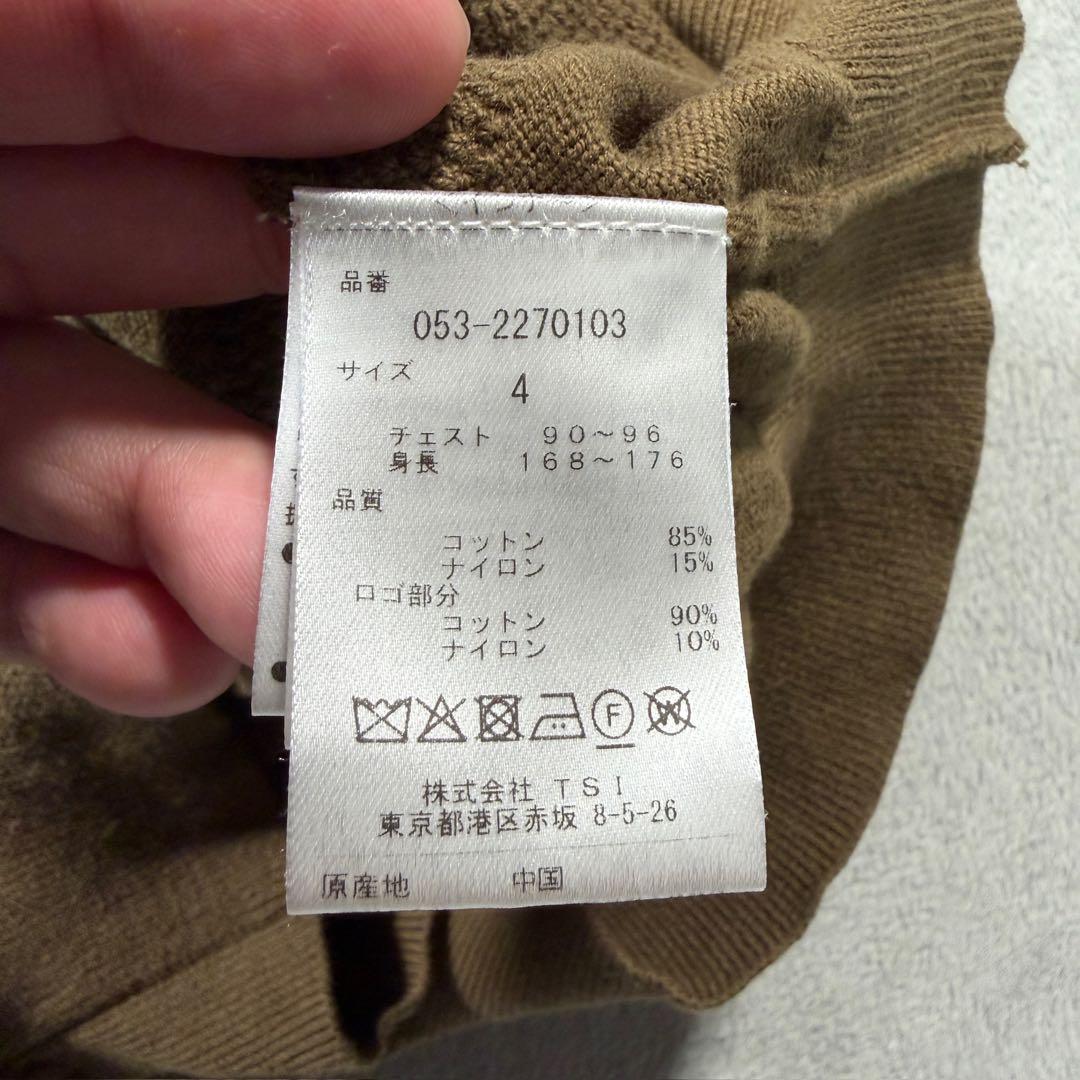 品番
053-2270103
サイズ
4
チェスト 90～96
身長 168～176
品質
コットン 85%
ナイロン 15%
ロゴ部分
コットン 90%
ナイロン 10%
F W
株式会社 TSI
東京都港区赤坂 8-5-26
原産地 中国